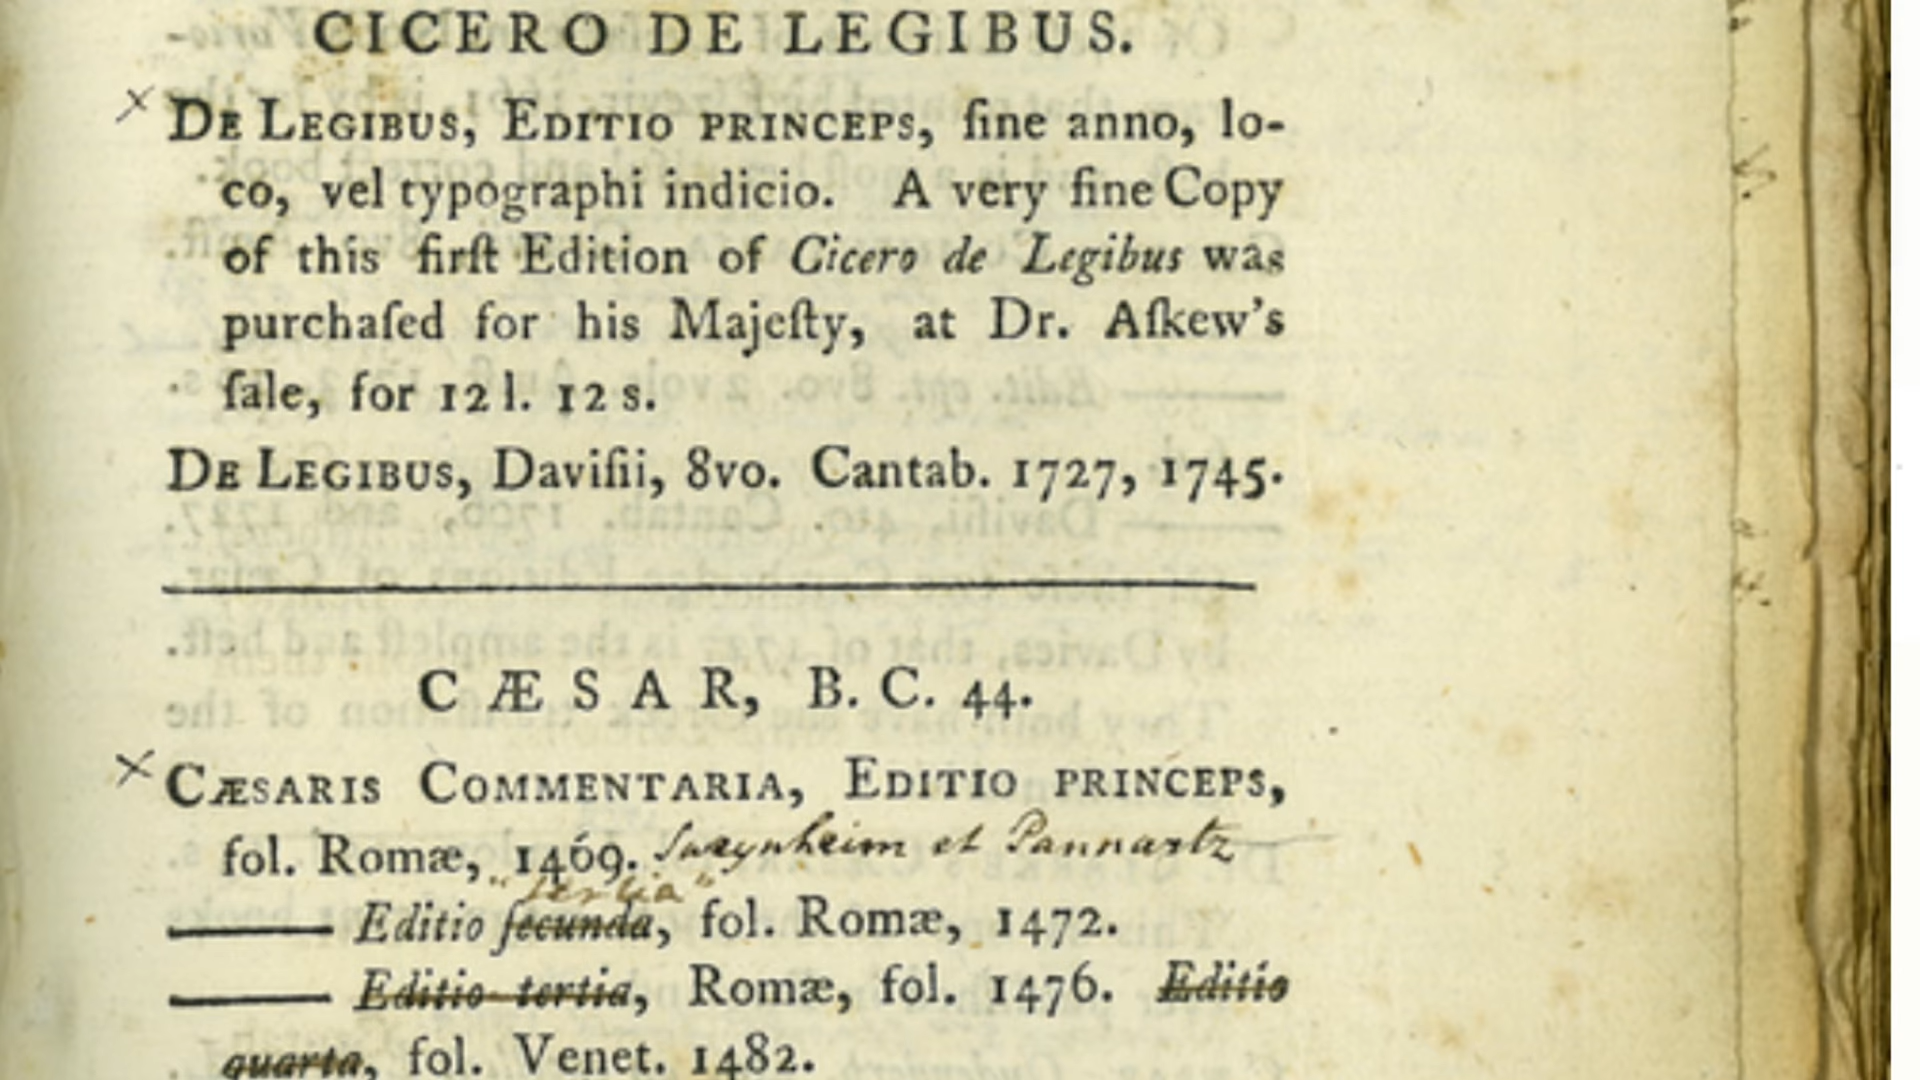 CICERO DE LEGIBUS.
× DE LEGIBUS, EDITIO PRINCEPS, ſine anno, lo-
co, vel typographi indicio. A very fine Copy
of this firſt Edition of Cicero de Legibus was
purchaſed for his Majeſty, at Dr. Aſkew's
ſale, for 12 l. 12 s.
DE LEGIBUS, Daviſii, 8vo. Cantab. 1727, 1745.
CÆSAR, B. C. 44.
× CÆSARIS COMMENTARIA, EDITIO PRINCEPS,
fol. Romæ, 1469. Sweynheim et Pannartz
"tertia"
—— Editio ſecunda, fol. Romæ, 1472.
—— Editio tertia, Romæ, fol. 1476. Editio
quarta, fol. Venet. 1482.